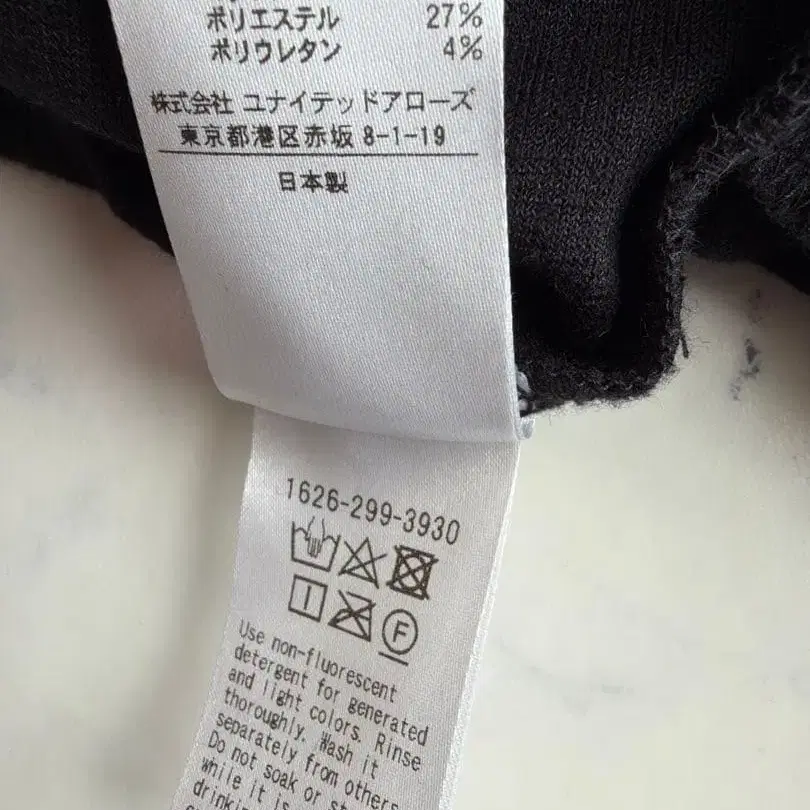 ポリエステル 27%
ポリウレタン 4%
株式会社 ユナイテッドアローズ
東京都港区赤坂 8-1-19
日本製
1626-299-3930
F
Use non-fluorescent
detergent for generated
and light colors. Rinse
thoroughly. Wash it
separately from others
Do not soak or
while it is